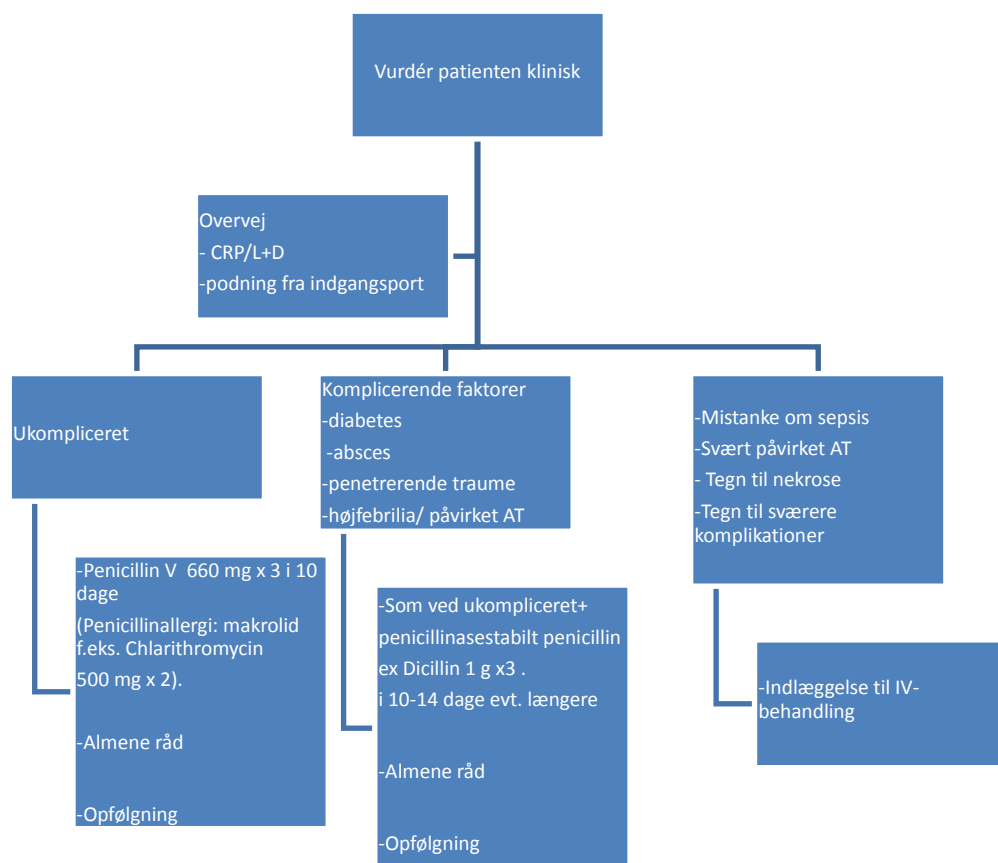 Vurdér patienten klinisk
Overvej
- CRP/L+D
-podning fra indgangsport
Ukompliceret
Komplicerende faktorer
-diabetes
-absces
-penetrerende traume
-højfebrilia/ påvirket AT
-Mistanke om sepsis
-Svært påvirket AT
- Tegn til nekrose
-Tegn til sværere
komplikationer
-Penicillin V 660 mg x 3 i 10
dage
(Penicillinallergi: makrolid
f.eks. Chlarithromycin
500 mg x 2).
-Almene råd
-Opfølgning
-Som ved ukompliceret+
penicillinasestabilt penicillin
ex Dicillin 1 g x3 .
i 10-14 dage evt. længere
-Almene råd
-Opfølgning
-Indlæggelse til IV-
behandling